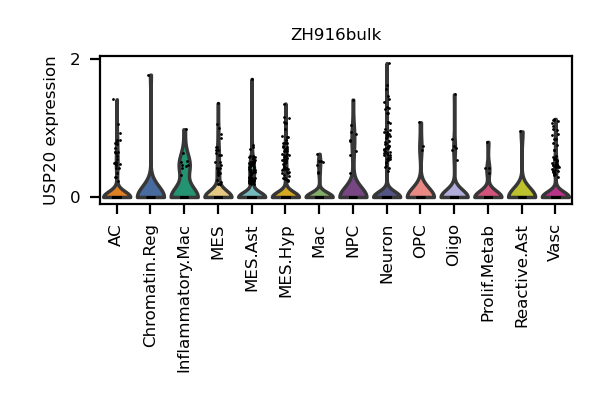 ZH916bulk
USP20 expression
2
0
AC
Chromatin.Reg
Inflammatory.Mac
MES
MES.Ast
MES.Hyp
Mac
NPC
Neuron
OPC
Oligo
Prolif.Metab
Reactive.Ast
Vasc